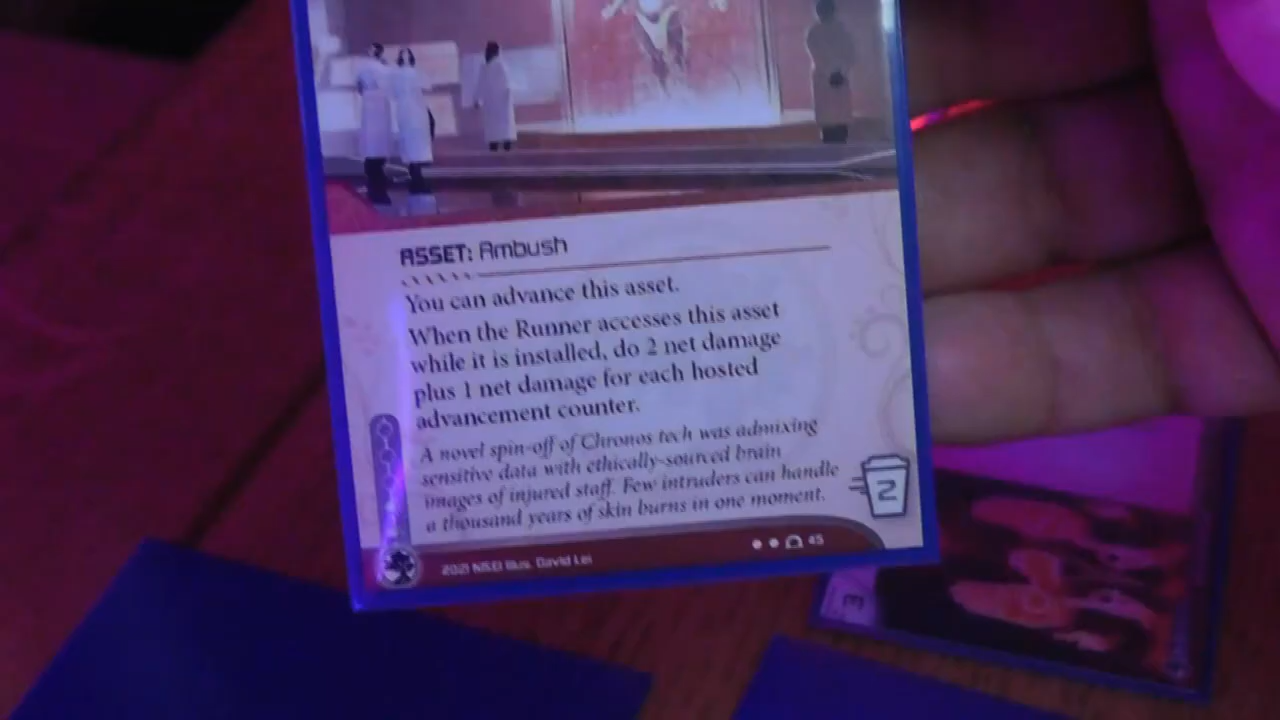 ASSET: Ambush
You can advance this asset.
When the Runner accesses this asset
while it is installed, do 2 net damage
plus 1 net damage for each hosted
advancement counter.
A novel spin-off of Chronos tech was admixing
sensitive data with ethically-sourced brain
images of injured staff. Few intruders can handle
a thousand years of skin burns in one moment.
2
2021 NISEI Illus. David Lei
45
E